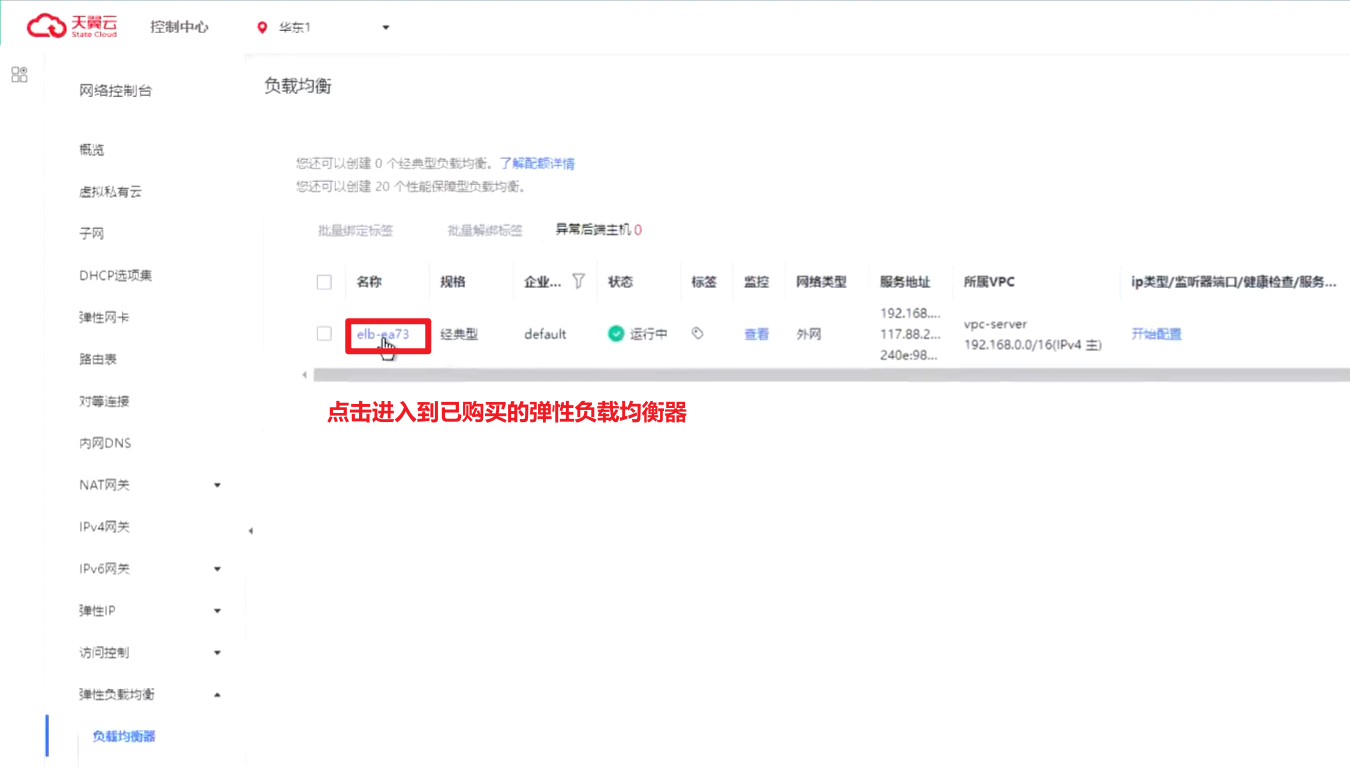 天翼云
State Cloud
控制中心
华东1
网络控制台
概览
虚拟私有云
子网
DHCP选项集
弹性网卡
路由表
对等连接
内网DNS
NAT网关
IPv4网关
IPv6网关
弹性IP
访问控制
弹性负载均衡
负载均衡器
负载均衡
您还可以创建 0 个经典型负载均衡。了解配额详情
您还可以创建 20 个性能保障型负载均衡。
批量绑定标签 批量解绑标签 异常后端主机 0
名称 规格 企业... 状态 标签 监控 网络类型 服务地址 所属VPC ip类型/监听器端口/健康检查/服务...
elb-ea73 经典型 default 运行中 查看 外网 192.168.... 117.88.2... 240e:98... vpc-server 192.168.0.0/16(IPv4 主) 开始配置
点击进入到已购买的弹性负载均衡器